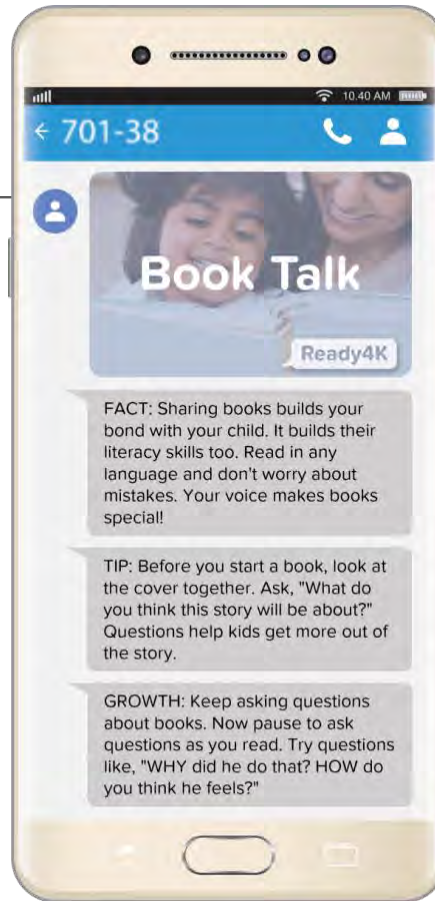 10.40 AM
701-38
Book Talk
Ready4K
FACT: Sharing books builds your
bond with your child. It builds their
literacy skills too. Read in any
language and don't worry about
mistakes. Your voice makes books
special!
TIP: Before you start a book, look at
the cover together. Ask, "What do
you think this story will be about?"
Questions help kids get more out of
the story.
GROWTH: Keep asking questions
about books. Now pause to ask
questions as you read. Try questions
like, "WHY did he do that? HOW do
you think he feels?"